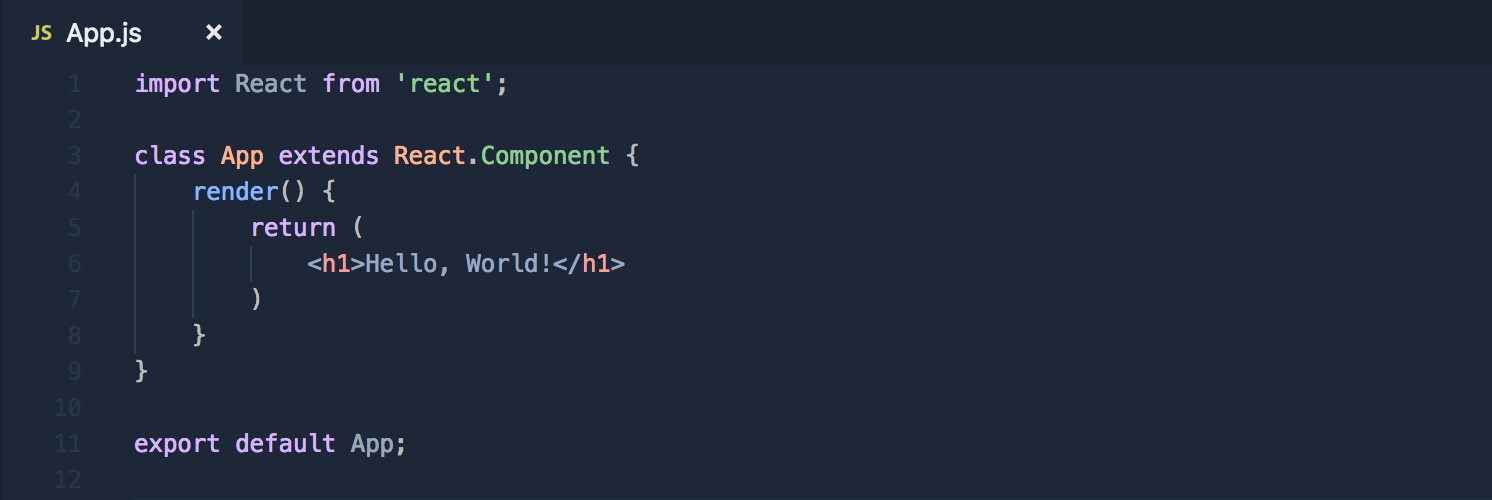 JS App.js ×
1 import React from 'react';
2
3 class App extends React.Component {
4     render() {
5         return (
6             <h1>Hello, World!</h1>
7         )
8     }
9 }
10
11 export default App;
12